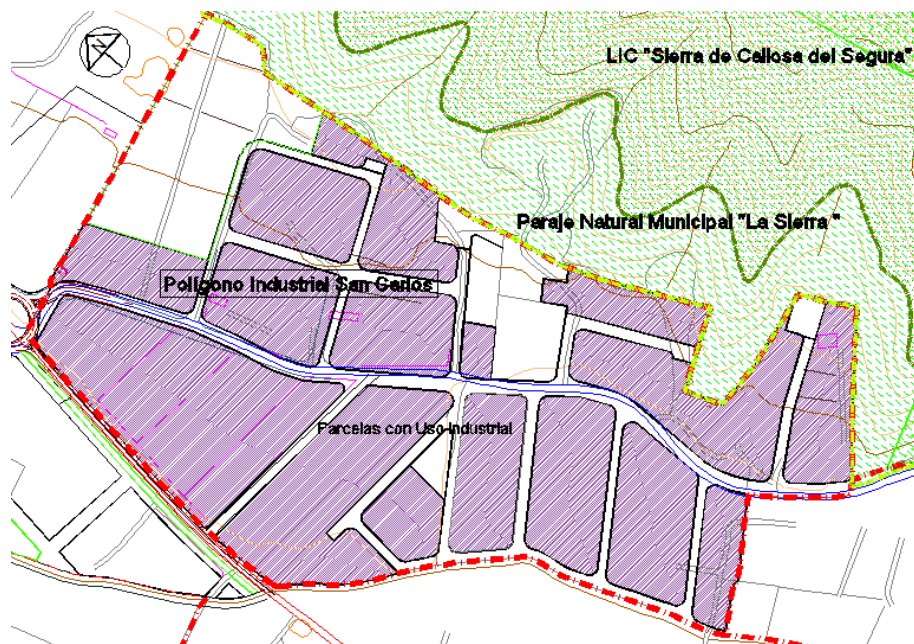 LIC "Sierra de Callosa del Segura"
Paraje Natural Municipal "La Sierra "
Polígono Industrial San Carlos
Parcelas con Uso Industrial